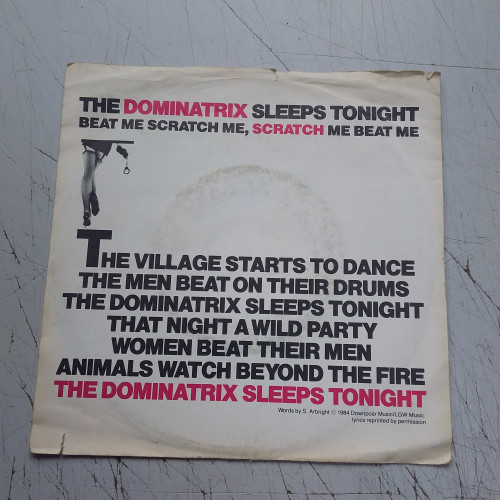 THE DOMINATRIX SLEEPS TONIGHT
BEAT ME SCRATCH ME, SCRATCH ME BEAT ME
THE VILLAGE STARTS TO DANCE
THE MEN BEAT ON THEIR DRUMS
THE DOMINATRIX SLEEPS TONIGHT
THAT NIGHT A WILD PARTY
WOMEN BEAT THEIR MEN
ANIMALS WATCH BEYOND THE FIRE
THE DOMINATRIX SLEEPS TONIGHT
Words by S. Arbright © 1984 Downpour Music/LGW Music.
lyrics reprinted by permission